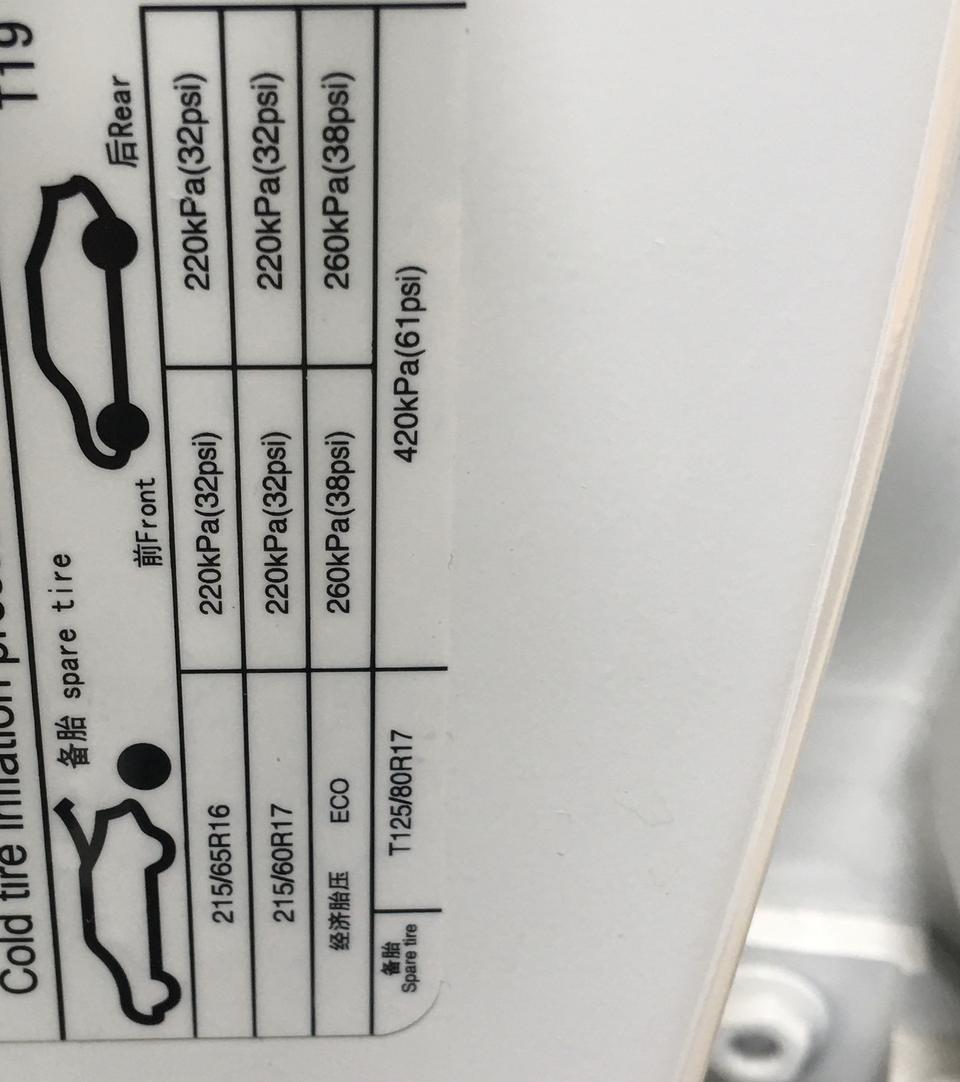 Cold tire inflation
T19
备胎 spare tire
前Front
后Rear
215/65R16 220kPa(32psi) 220kPa(32psi)
215/60R17 220kPa(32psi) 220kPa(32psi)
经济胎压 ECO 260kPa(38psi) 260kPa(38psi)
备胎
Spare tire
T125/80R17 420kPa(61psi)